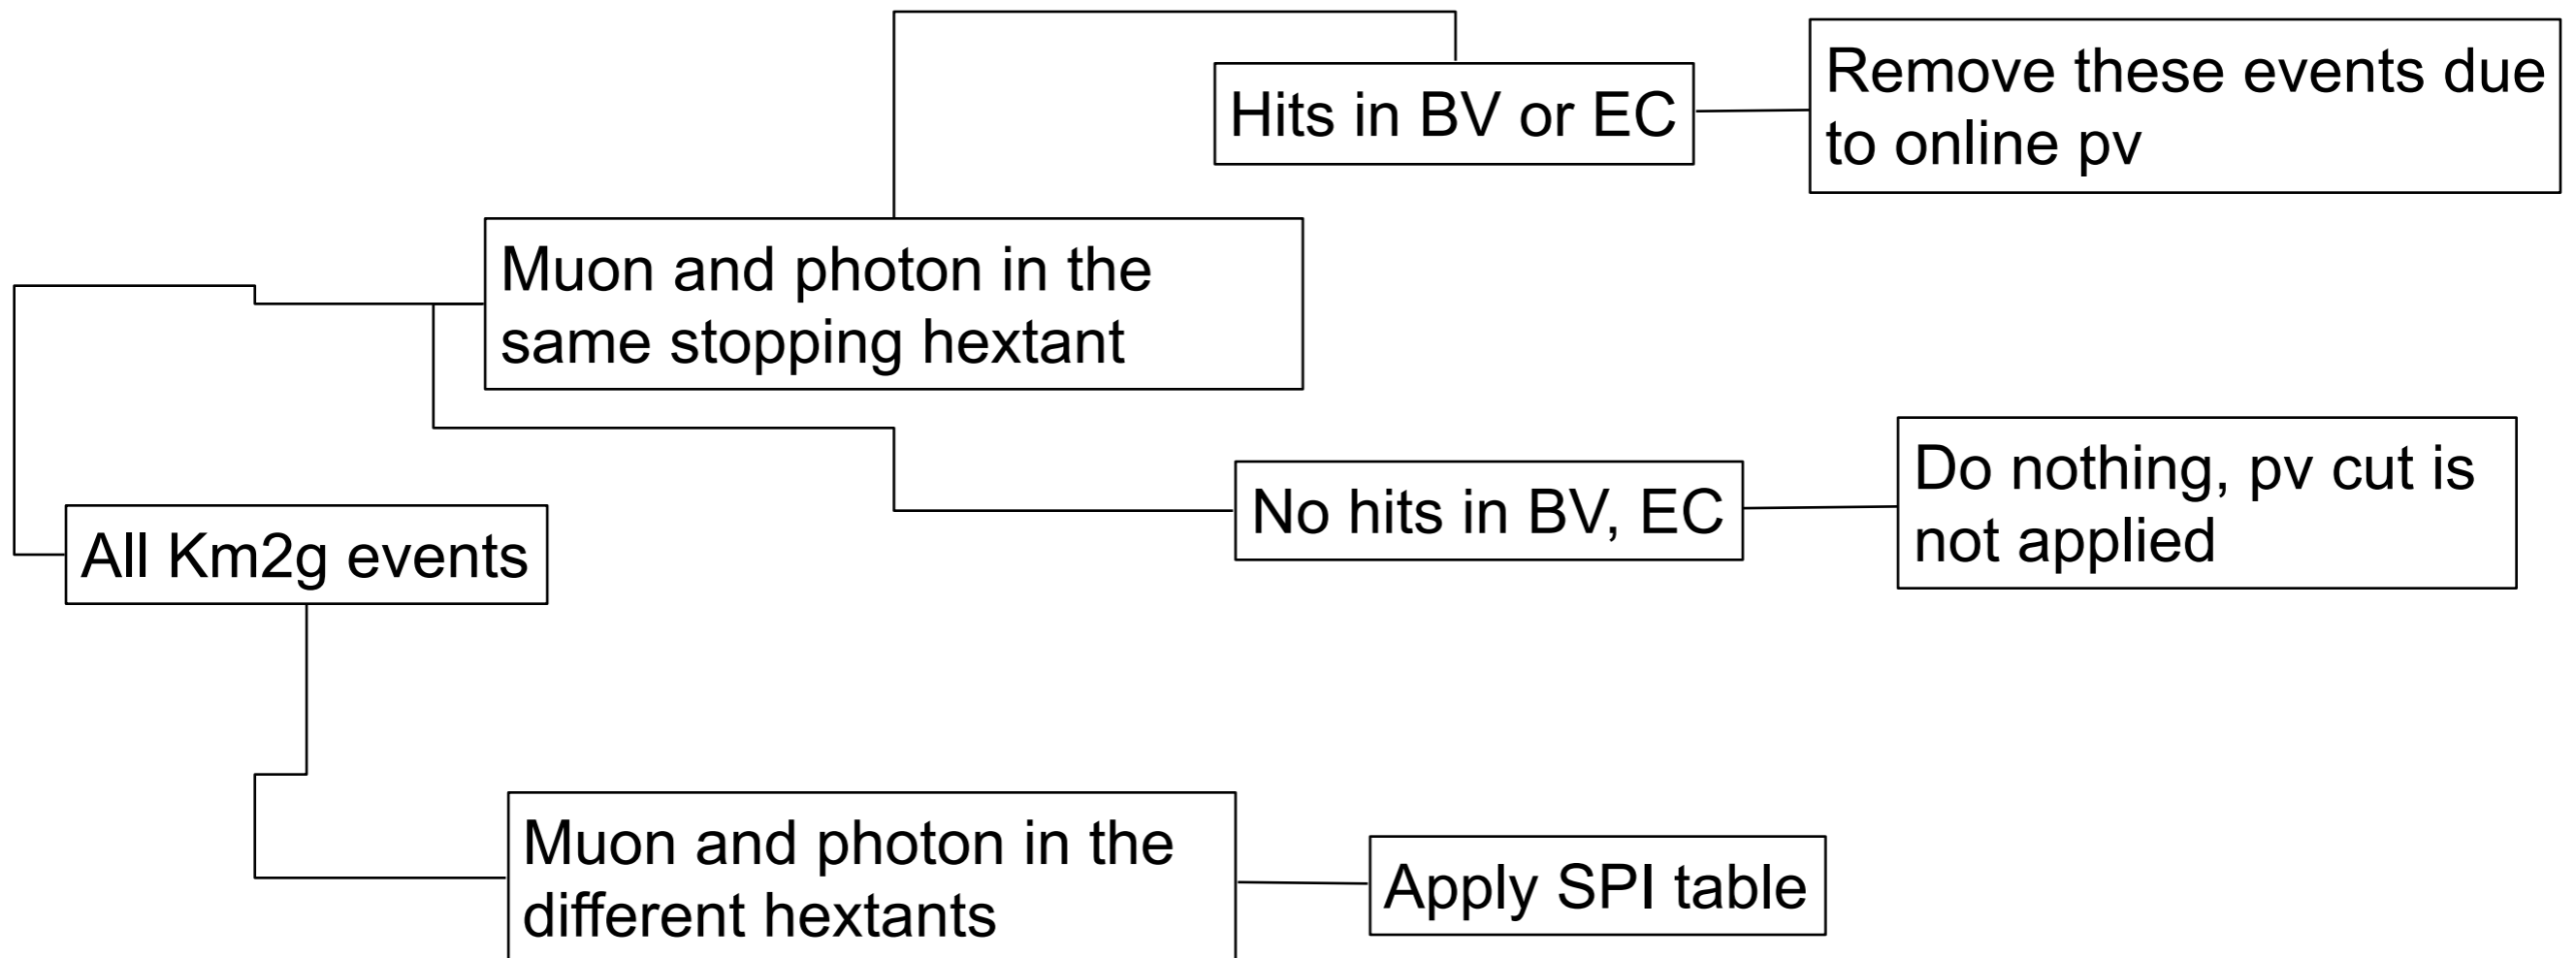 Hits in BV or EC
Remove these events due
to online pv
Muon and photon in the
same stopping hextant
No hits in BV, EC
Do nothing, pv cut is
not applied
All Km2g events
Muon and photon in the
different hextants
Apply SPI table